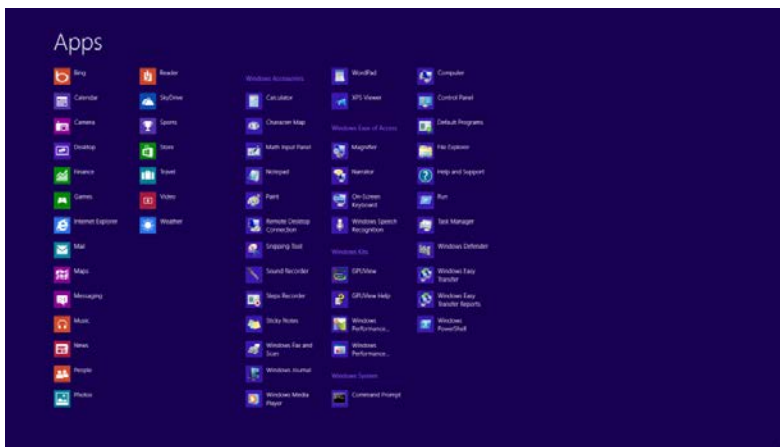 Apps
Bing
Calendar
Camera
Desktop
Finance
Games
Internet Explorer
Mail
Maps
Messaging
Music
News
People
Photos
Reader
SkyDrive
Sports
Store
Travel
Video
Weather
Windows Accessories
Calculator
Character Map
Math Input Panel
Notepad
Paint
Remote Desktop
Connection
Snipping Tool
Sound Recorder
Steps Recorder
Sticky Notes
Windows Fax and
Scan
Windows Journal
Windows Media
Player
WordPad
XPS Viewer
Windows Ease of Access
Magnifier
Narrator
On-Screen
Keyboard
Windows Speech
Recognition
Windows Kits
GPUView
GPUView Help
Windows
Performance...
Windows
Performance...
Windows System
Command Prompt
Computer
Control Panel
Default Programs
File Explorer
Help and Support
Run
Task Manager
Windows Defender
Windows Easy
Transfer
Windows Easy
Transfer Reports
Windows
PowerShell